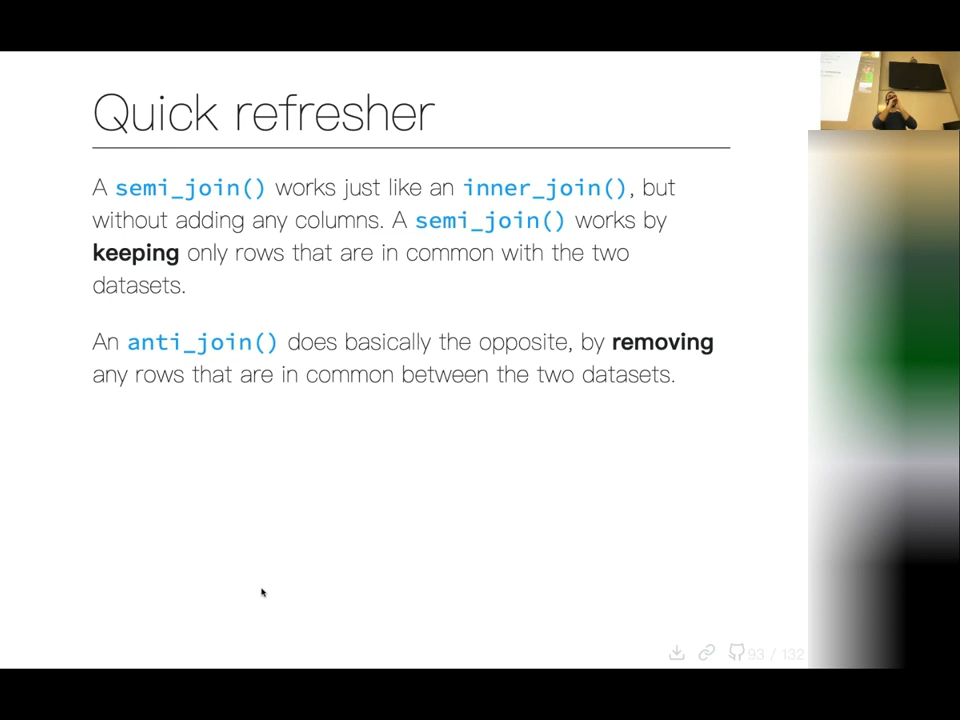 Quick refresher
A semi_join() works just like an inner_join(), but
without adding any columns. A semi_join() works by
keeping only rows that are in common with the two
datasets.
An anti_join() does basically the opposite, by removing
any rows that are in common between the two datasets.
93 / 132